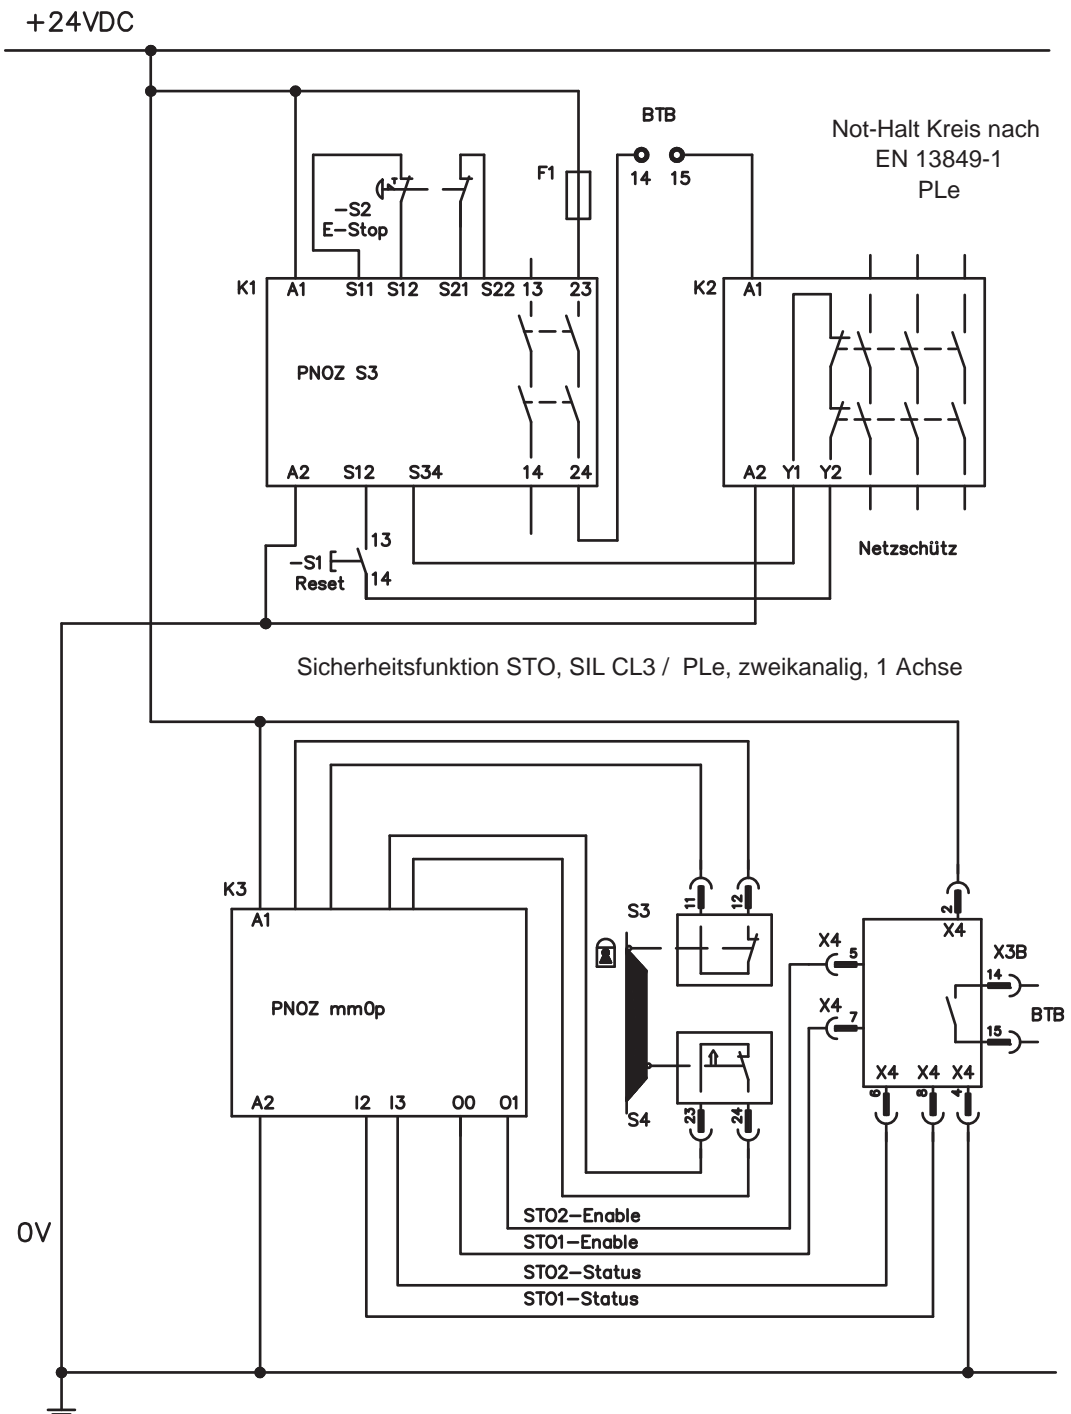 +24VDC
BTB
Not-Halt Kreis nach
EN 13849-1
PLe
F1
14 15
-S2
E-Stop
K1
A1 S11 S12 S21 S22 13 23
K2
A1
PNOZ S3
A2 S12 S34 14 24
A2 Y1 Y2
13
-S1
14
Reset
Netzschütz
Sicherheitsfunktion STO, SIL CL3 / PLe, zweikanalig, 1 Achse
K3
A1
11 12
S3
2
X4
X4
5
X3B
14
PNOZ mm0p
X4
7
BTB
15
X4 X4 X4
6 8 4
A2 I2 I3 O0 O1
23 24
S4
STO2-Enable
0V
STO1-Enable
STO2-Status
STO1-Status